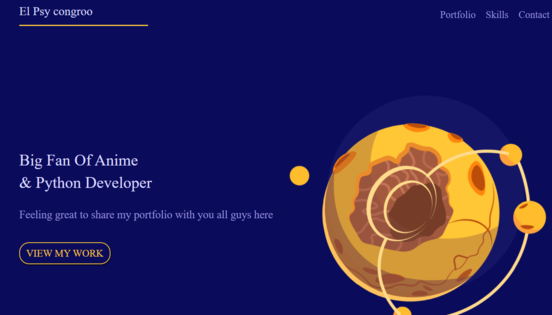 El Psy congroo
Portfolio Skills Contact
Big Fan Of Anime
& Python Developer
Feeling great to share my portfolio with you all guys here
VIEW MY WORK